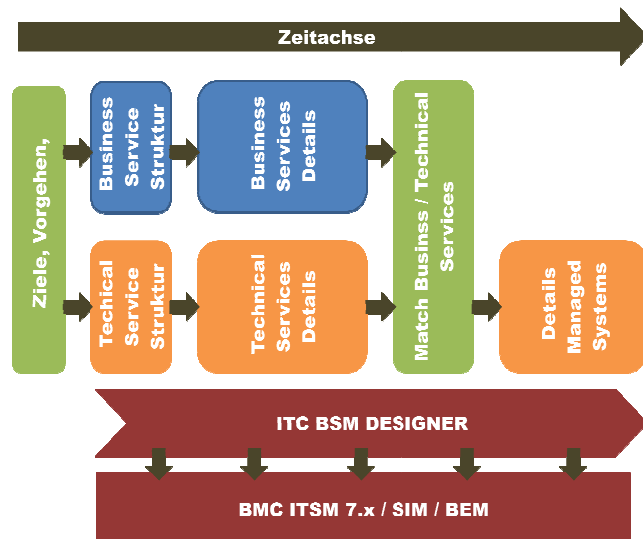 Zeitachse
Ziele, Vorgehen,
Business
Service
Struktur
Business
Services
Details
Match Businss / Technical
Services
Techical
Service
Struktur
Technical
Services
Details
Details
Managed
Systems
ITC BSM DESIGNER
BMC ITSM 7.x / SIM / BEM